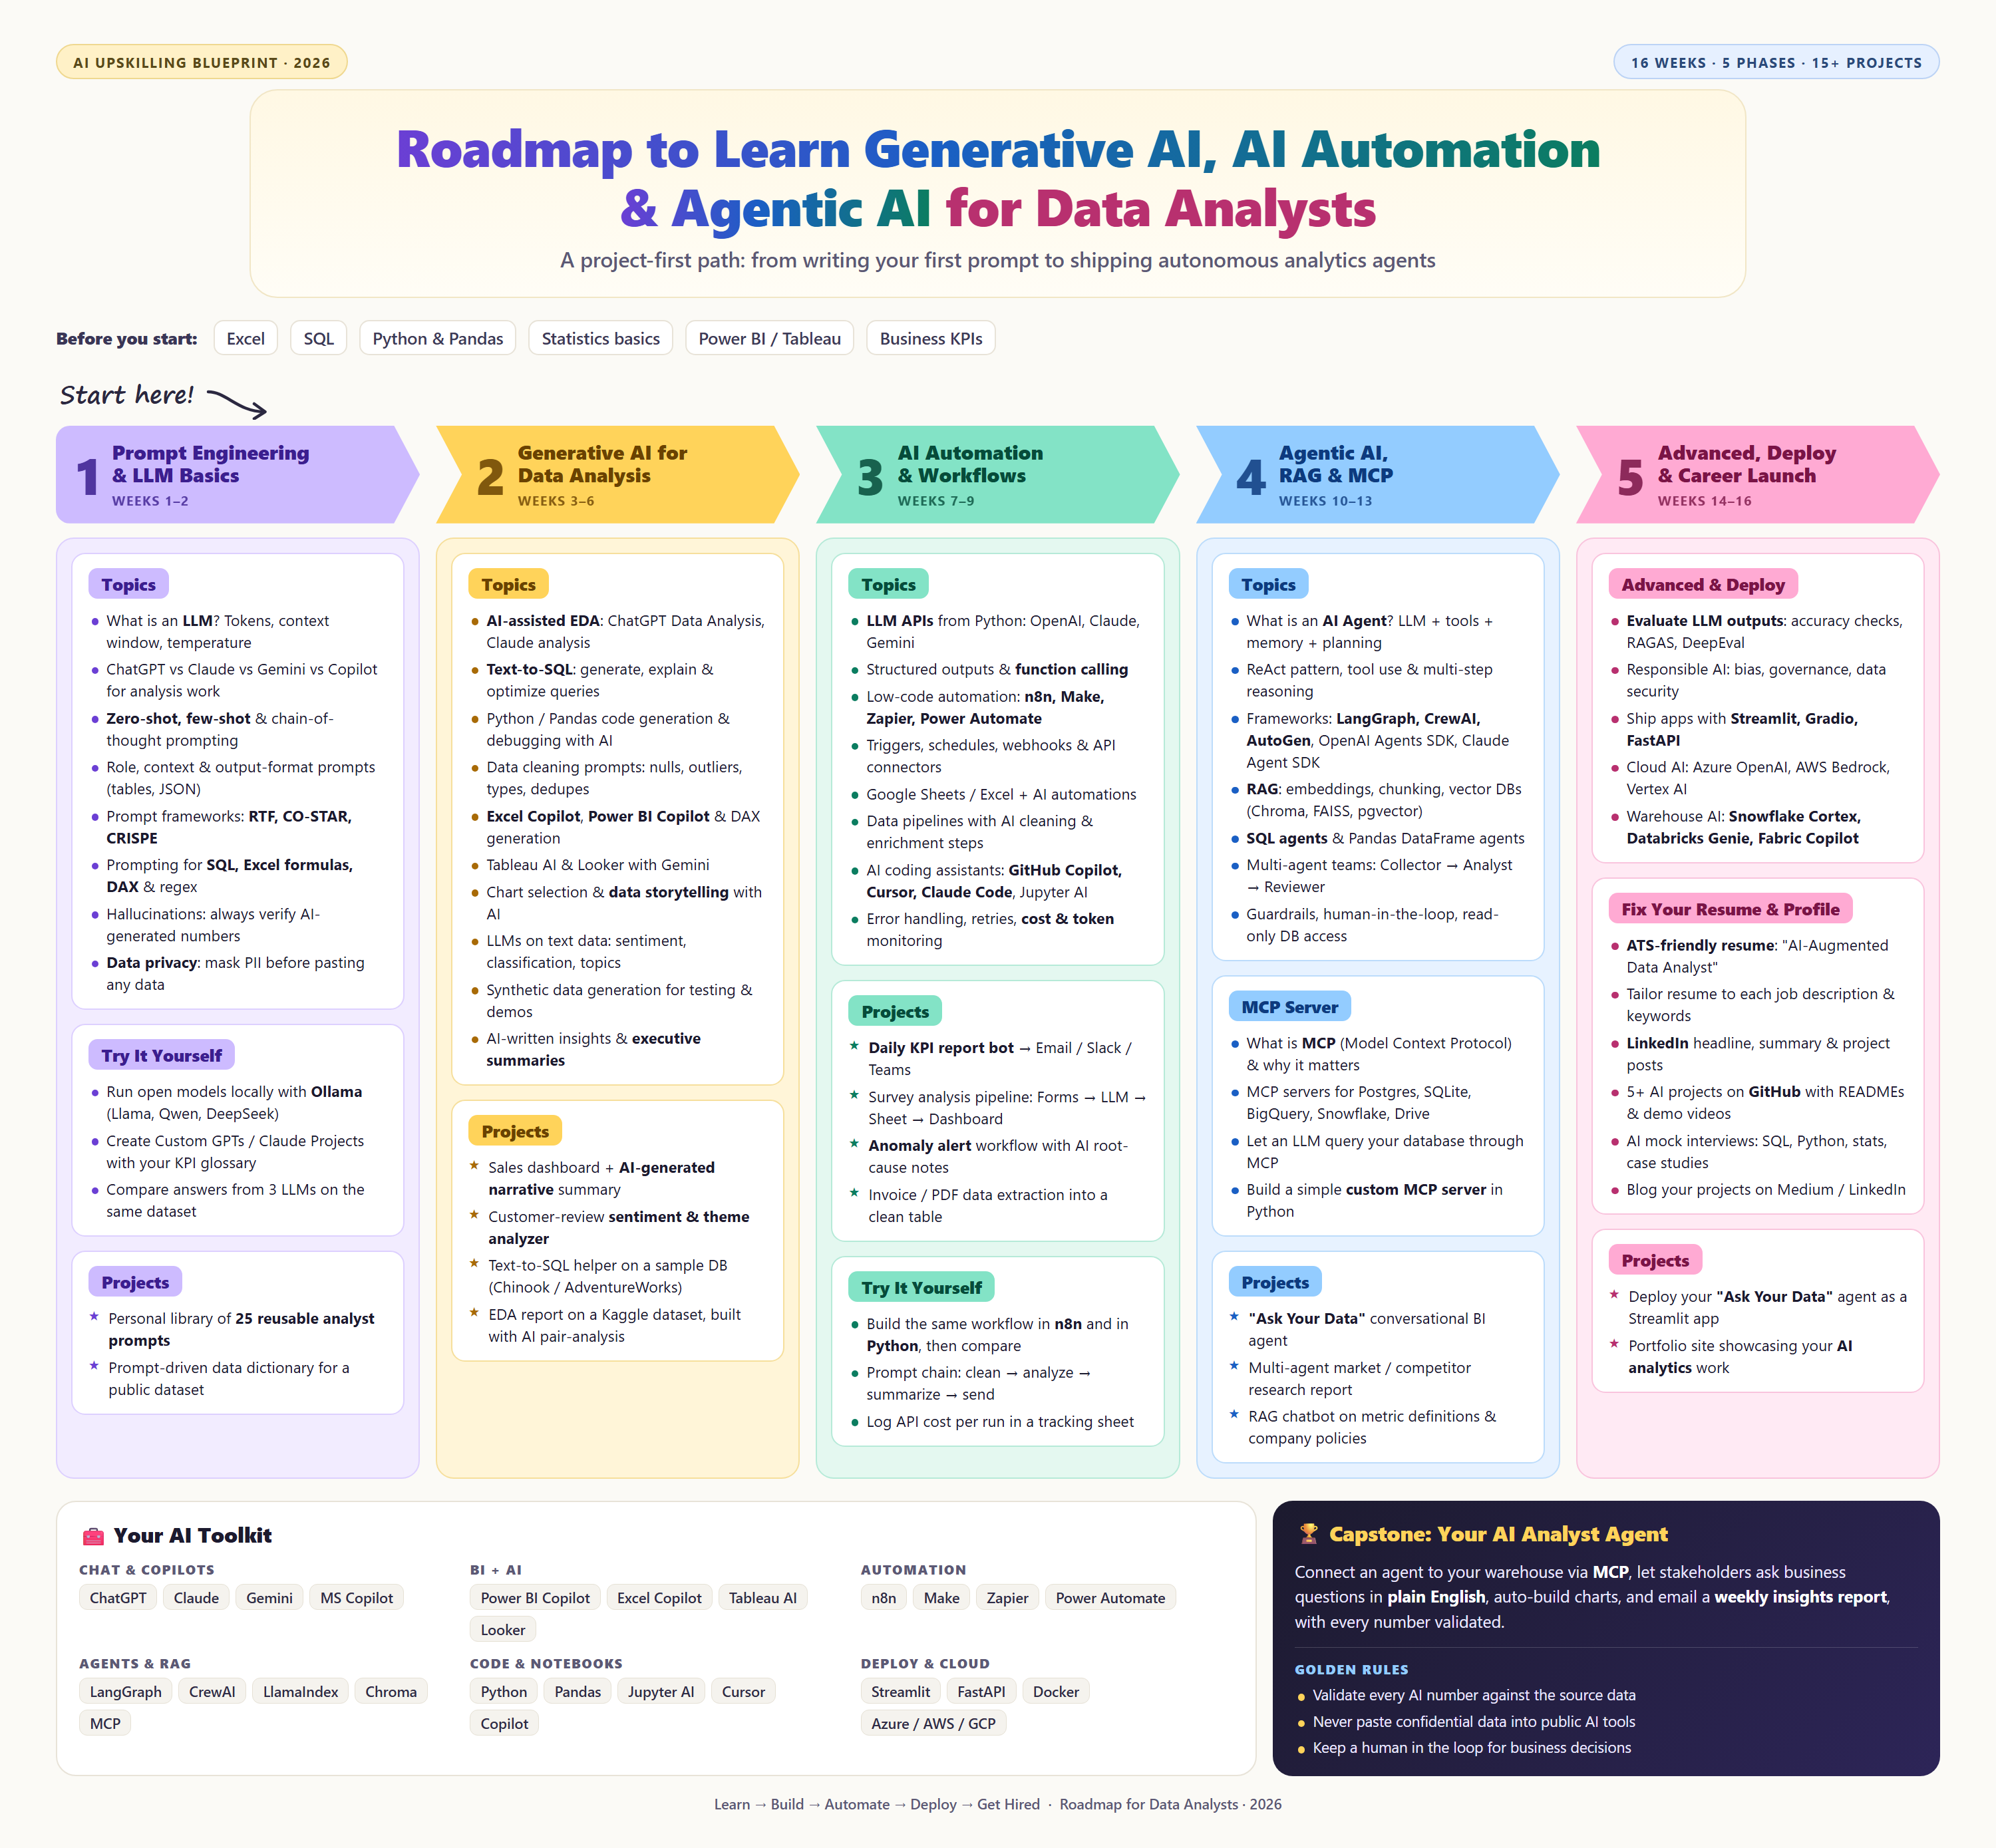 AI UPSKILLING BLUEPRINT · 2026
16 WEEKS · 5 PHASES · 15+ PROJECTS
Roadmap to Learn Generative AI, AI Automation
& Agentic AI for Data Analysts
A project-first path: from writing your first prompt to shipping autonomous analytics agents
Before you start: Excel SQL Python & Pandas Statistics basics Power BI / Tableau Business KPIs
Start here!
1
Prompt Engineering
& LLM Basics
WEEKS 1–2
Topics
• What is an LLM? Tokens, context
window, temperature
• ChatGPT vs Claude vs Gemini vs Copilot
for analysis work
• Zero-shot, few-shot & chain-of-
thought prompting
• Role, context & output-format prompts
(tables, JSON)
• Prompt frameworks: RTF, CO-STAR,
CRISPE
• Prompting for SQL, Excel formulas,
DAX & regex
• Hallucinations: always verify AI-
generated numbers
• Data privacy: mask PII before pasting
any data
Try It Yourself
• Run open models locally with Ollama
(Llama, Qwen, DeepSeek)
• Create Custom GPTs / Claude Projects
with your KPI glossary
• Compare answers from 3 LLMs on the
same dataset
Projects
★ Personal library of 25 reusable analyst
prompts
★ Prompt-driven data dictionary for a
public dataset
2
Generative AI for
Data Analysis
WEEKS 3–6
Topics
• AI-assisted EDA: ChatGPT Data Analysis,
Claude analysis
• Text-to-SQL: generate, explain &
optimize queries
• Python / Pandas code generation &
debugging with AI
• Data cleaning prompts: nulls, outliers,
types, dedupes
• Excel Copilot, Power BI Copilot & DAX
generation
• Tableau AI & Looker with Gemini
• Chart selection & data storytelling with
AI
• LLMs on text data: sentiment,
classification, topics
• Synthetic data generation for testing &
demos
• AI-written insights & executive
summaries
Projects
★ Sales dashboard + AI-generated
narrative summary
★ Customer-review sentiment & theme
analyzer
★ Text-to-SQL helper on a sample DB
(Chinook / AdventureWorks)
★ EDA report on a Kaggle dataset, built
with AI pair-analysis
3
AI Automation
& Workflows
WEEKS 7–9
Topics
• LLM APIs from Python: OpenAI, Claude,
Gemini
• Structured outputs & function calling
• Low-code automation: n8n, Make,
Zapier, Power Automate
• Triggers, schedules, webhooks & API
connectors
• Google Sheets / Excel + AI automations
• Data pipelines with AI cleaning &
enrichment steps
• AI coding assistants: GitHub Copilot,
Cursor, Claude Code, Jupyter AI
• Error handling, retries, cost & token
monitoring
Projects
★ Daily KPI report bot → Email / Slack /
Teams
★ Survey analysis pipeline: Forms → LLM →
Sheet → Dashboard
★ Anomaly alert workflow with AI root-
cause notes
★ Invoice / PDF data extraction into a
clean table
Try It Yourself
• Build the same workflow in n8n and in
Python, then compare
• Prompt chain: clean → analyze →
summarize → send
• Log API cost per run in a tracking sheet
4
Agentic AI,
RAG & MCP
WEEKS 10–13
Topics
• What is an AI Agent? LLM + tools +
memory + planning
• ReAct pattern, tool use & multi-step
reasoning
• Frameworks: LangGraph, CrewAI,
AutoGen, OpenAI Agents SDK, Claude
Agent SDK
• RAG: embeddings, chunking, vector DBs
(Chroma, FAISS, pgvector)
• SQL agents & Pandas DataFrame agents
• Multi-agent teams: Collector → Analyst
→ Reviewer
• Guardrails, human-in-the-loop, read-
only DB access
MCP Server
• What is MCP (Model Context Protocol)
& why it matters
• MCP servers for Postgres, SQLite,
BigQuery, Snowflake, Drive
• Let an LLM query your database through
MCP
• Build a simple custom MCP server in
Python
Projects
★ "Ask Your Data" conversational BI
agent
★ Multi-agent market / competitor
research report
★ RAG chatbot on metric definitions &
company policies
5
Advanced, Deploy
& Career Launch
WEEKS 14–16
Advanced & Deploy
• Evaluate LLM outputs: accuracy checks,
RAGAS, DeepEval
• Responsible AI: bias, governance, data
security
• Ship apps with Streamlit, Gradio,
FastAPI
• Cloud AI: Azure OpenAI, AWS Bedrock,
Vertex AI
• Warehouse AI: Snowflake Cortex,
Databricks Genie, Fabric Copilot
Fix Your Resume & Profile
• ATS-friendly resume: "AI-Augmented
Data Analyst"
• Tailor resume to each job description &
keywords
• LinkedIn headline, summary & project
posts
• 5+ AI projects on GitHub with READMEs
& demo videos
• AI mock interviews: SQL, Python, stats,
case studies
• Blog your projects on Medium / LinkedIn
Projects
★ Deploy your "Ask Your Data" agent as a
Streamlit app
★ Portfolio site showcasing your AI
analytics work
Your AI Toolkit
CHAT & COPILOTS
ChatGPT Claude Gemini MS Copilot
BI + AI
Power BI Copilot Excel Copilot Tableau AI
Looker
AUTOMATION
n8n Make Zapier Power Automate
AGENTS & RAG
LangGraph CrewAI LlamaIndex Chroma
MCP
CODE & NOTEBOOKS
Python Pandas Jupyter AI Cursor
Copilot
DEPLOY & CLOUD
Streamlit FastAPI Docker
Azure / AWS / GCP
Capstone: Your AI Analyst Agent
Connect an agent to your warehouse via MCP, let stakeholders ask business
questions in plain English, auto-build charts, and email a weekly insights report,
with every number validated.
GOLDEN RULES
• Validate every AI number against the source data
• Never paste confidential data into public AI tools
• Keep a human in the loop for business decisions
Learn → Build → Automate → Deploy → Get Hired · Roadmap for Data Analysts · 2026